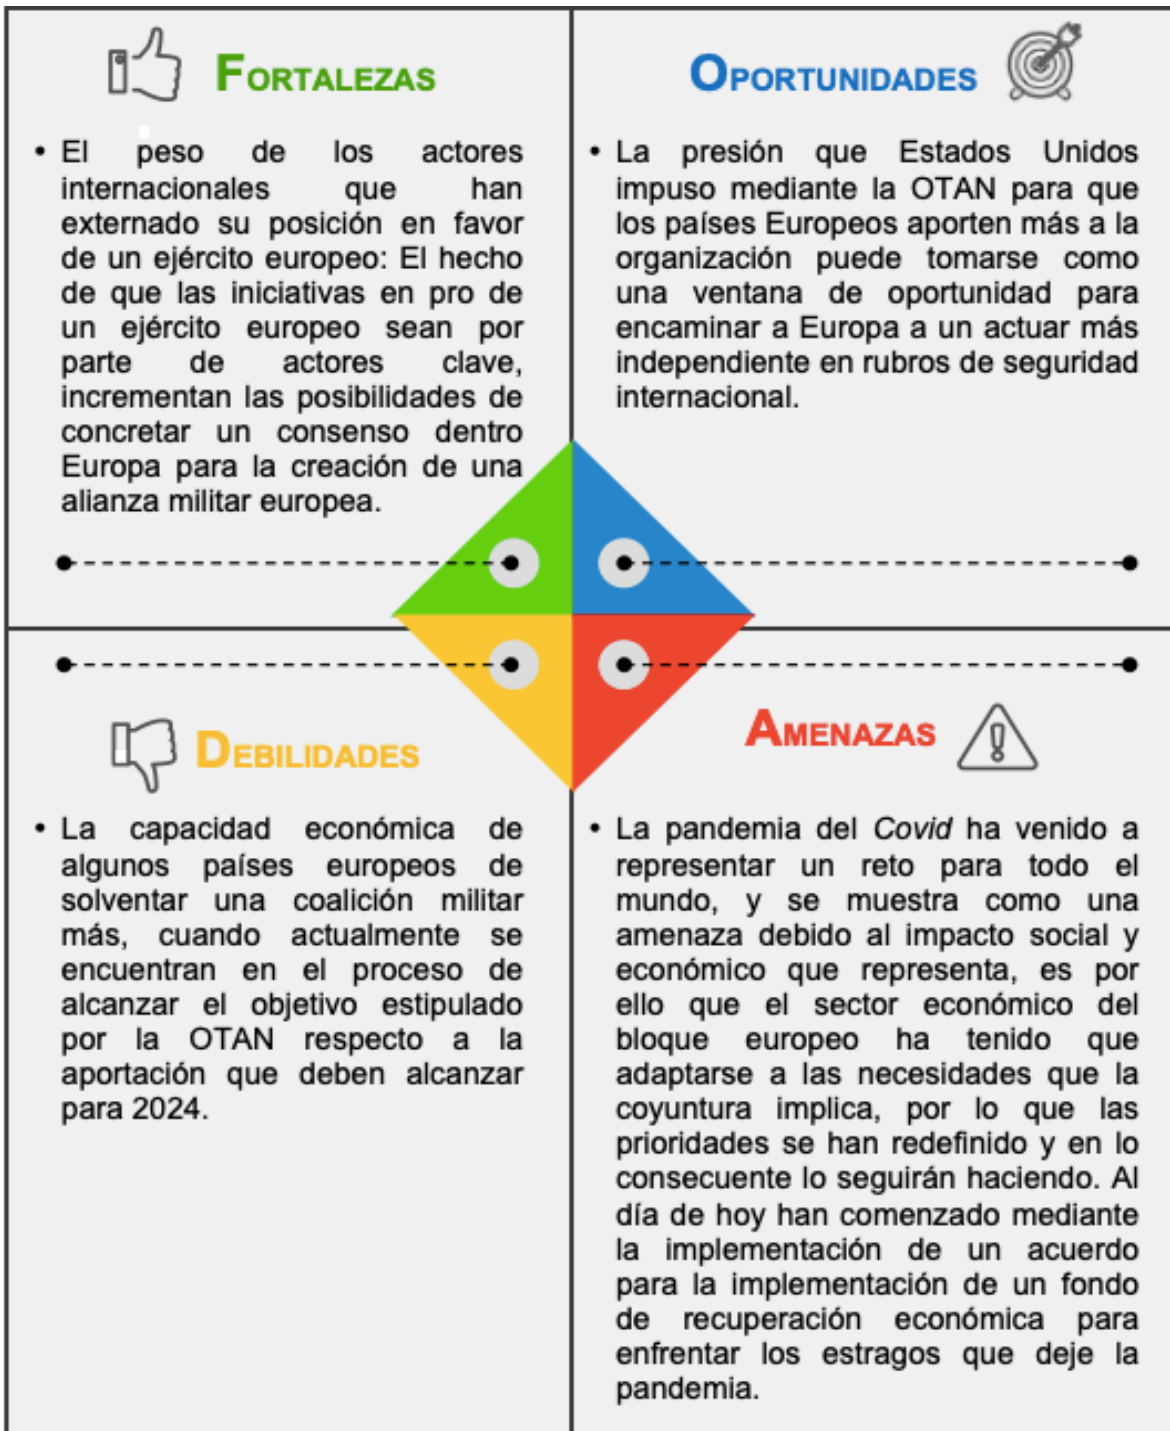 FORTALEZAS
• El peso de los actores
internacionales que han
externado su posición en favor
de un ejército europeo: El hecho
de que las iniciativas en pro de
un ejército europeo sean por
parte de actores clave,
incrementan las posibilidades de
concretar un consenso dentro
Europa para la creación de una
alianza militar europea.
OPORTUNIDADES
• La presión que Estados Unidos
impuso mediante la OTAN para que
los países Europeos aporten más a la
organización puede tomarse como
una ventana de oportunidad para
encaminar a Europa a un actuar más
independiente en rubros de seguridad
internacional.
DEBILIDADES
• La capacidad económica de
algunos países europeos de
solventar una coalición militar
más, cuando actualmente se
encuentran en el proceso de
alcanzar el objetivo estipulado
por la OTAN respecto a la
aportación que deben alcanzar
para 2024.
AMENAZAS
• La pandemia del Covid ha venido a
representar un reto para todo el
mundo, y se muestra como una
amenaza debido al impacto social y
económico que representa, es por
ello que el sector económico del
bloque europeo ha tenido que
adaptarse a las necesidades que la
coyuntura implica, por lo que las
prioridades se han redefinido y en lo
consecuente lo seguirán haciendo. Al
día de hoy han comenzado mediante
la implementación de un acuerdo
para la implementación de un fondo
de recuperación económica para
enfrentar los estragos que deje la
pandemia.